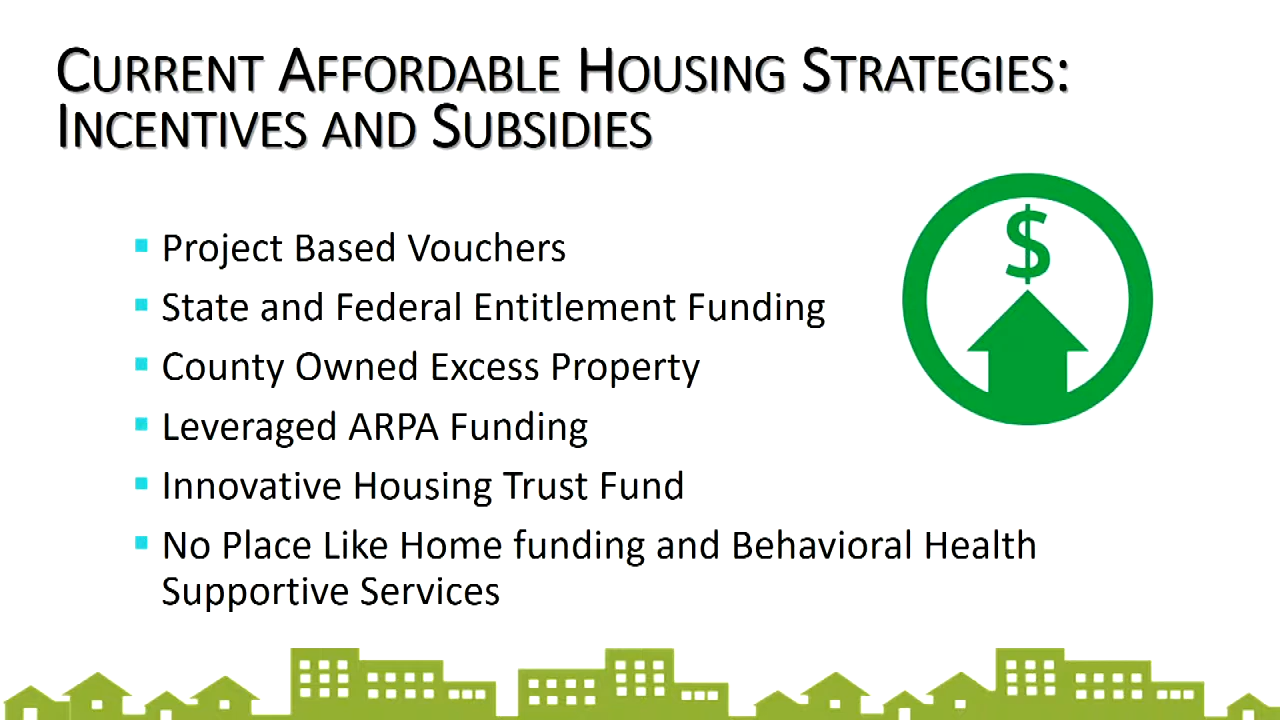 CURRENT AFFORDABLE HOUSING STRATEGIES:
INCENTIVES AND SUBSIDIES
$
▪ Project Based Vouchers
▪ State and Federal Entitlement Funding
▪ County Owned Excess Property
▪ Leveraged ARPA Funding
▪ Innovative Housing Trust Fund
▪ No Place Like Home funding and Behavioral Health
Supportive Services